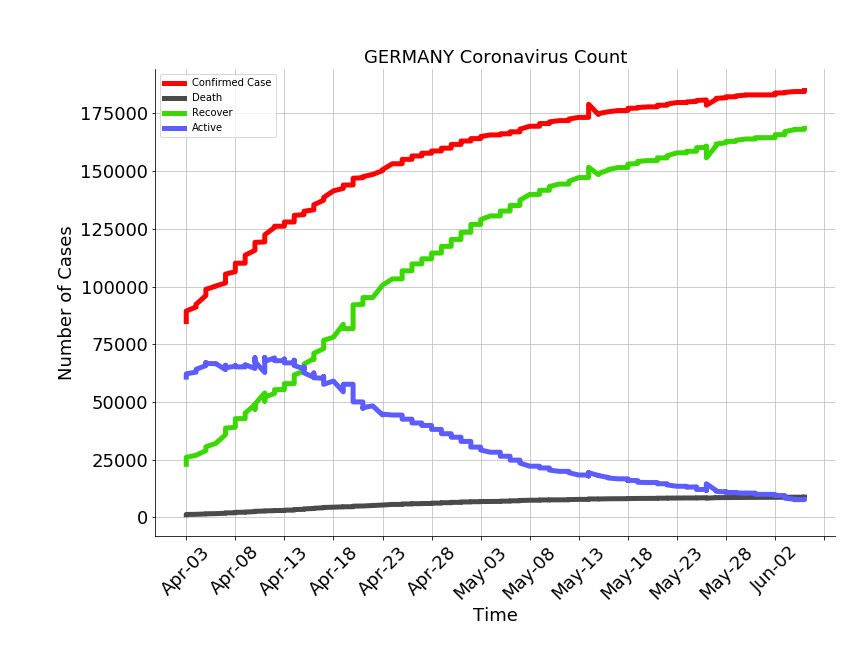 GERMANY Coronavirus Count
Confirmed Case
Death
Recover
Active
Number of Cases
175000
150000
125000
100000
75000
50000
25000
0
Apr-03
Apr-08
Apr-13
Apr-18
Apr-23
Apr-28
May-03
May-08
May-13
May-18
May-23
May-28
Jun-02
Time